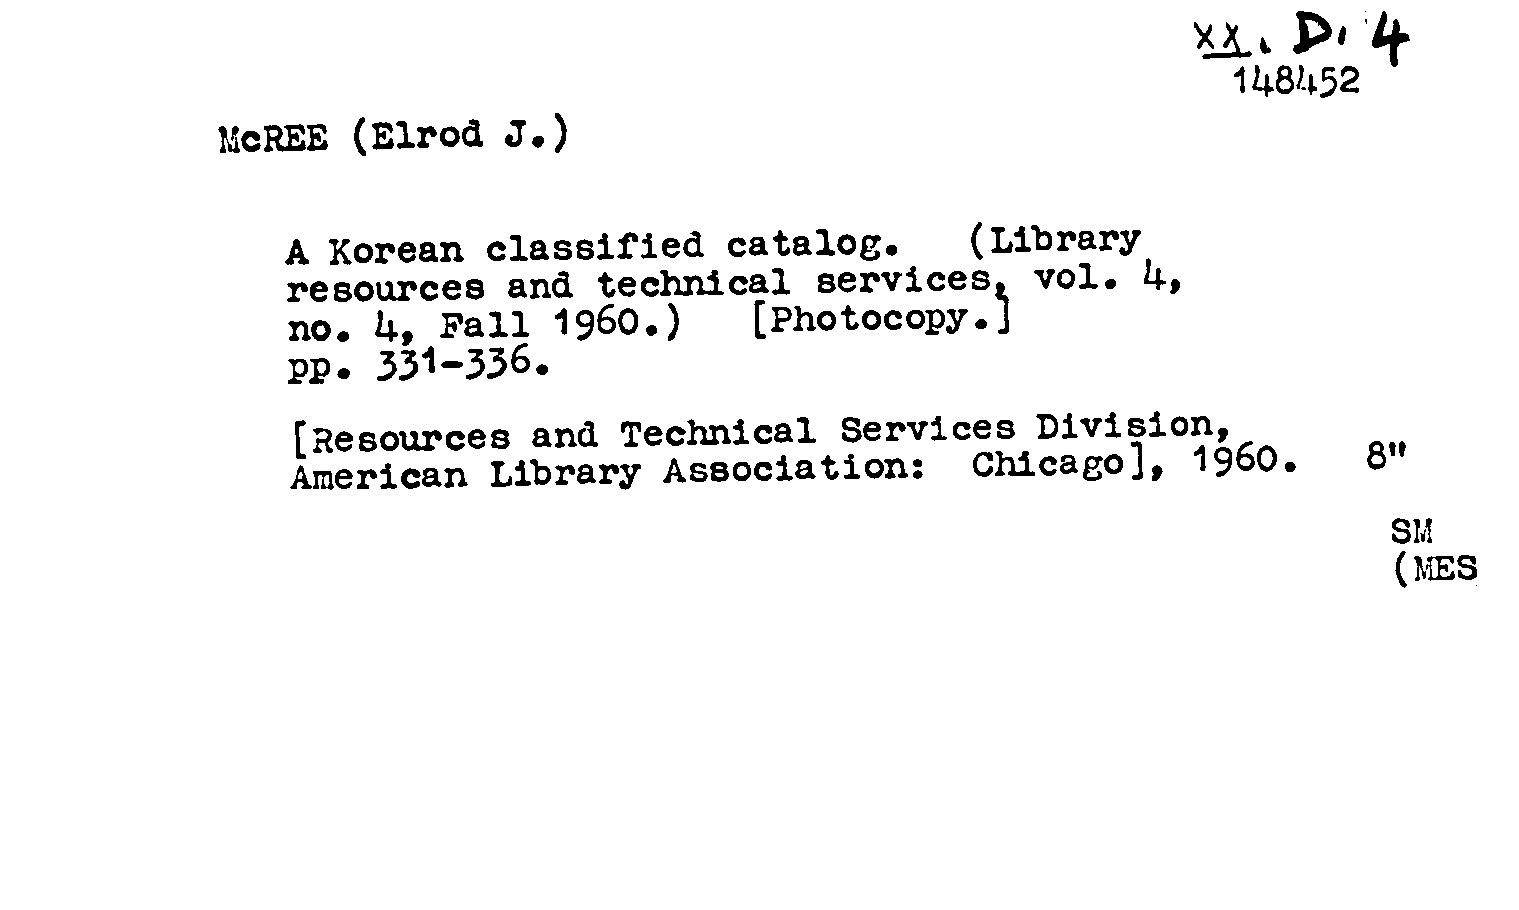 XX. D. 4
148452
McREE (Elrod J.)
A Korean classified catalog. (Library
resources and technical services, vol. 4,
no. 4, Fall 1960.) [Photocopy.]
pp. 331-336.
[Resources and Technical Services Division,
American Library Association: Chicago], 1960. 8"
SM
(MES